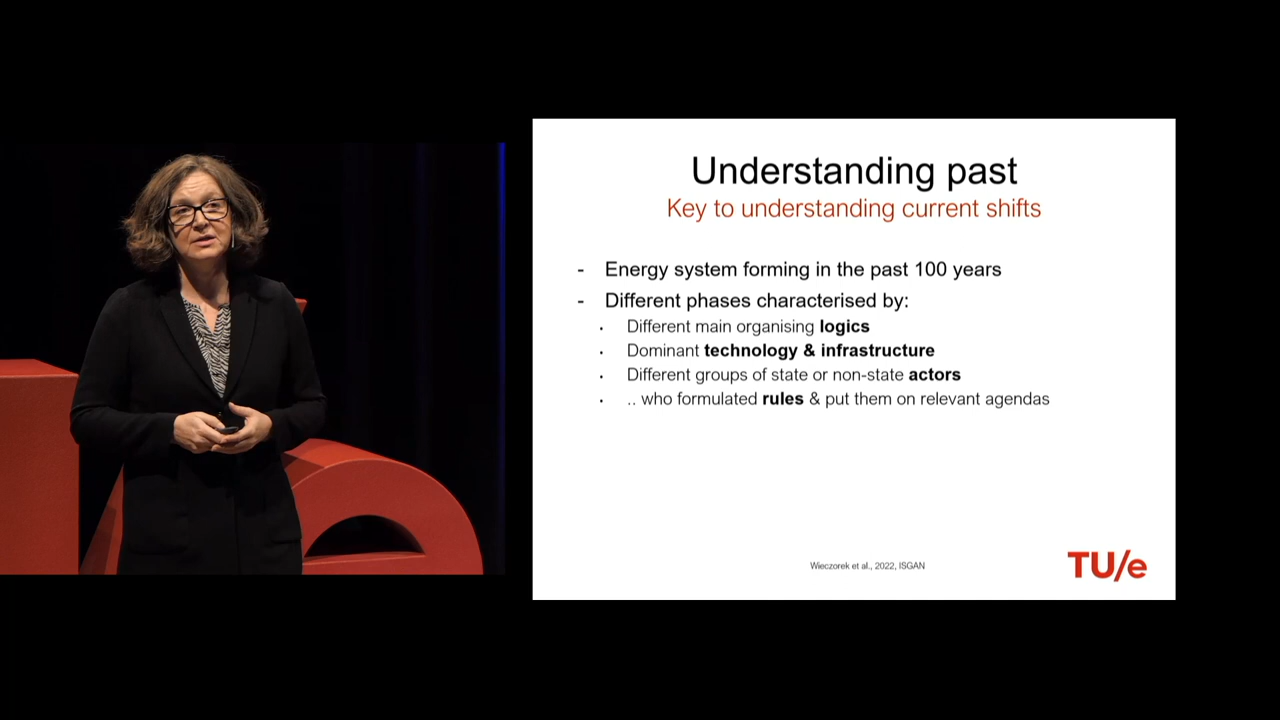 Understanding past
Key to understanding current shifts
- Energy system forming in the past 100 years
- Different phases characterised by:
· Different main organising logics
· Dominant technology & infrastructure
· Different groups of state or non-state actors
· .. who formulated rules & put them on relevant agendas
Wieczorek et al., 2022, ISGAN
TU/e